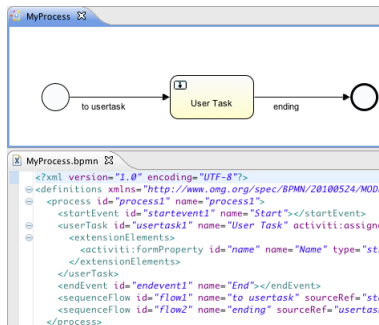 MyProcess
to usertask
User Task
ending
MyProcess.bpmn
<?xml version="1.0" encoding="UTF-8"?>
<definitions xmlns="http://www.omg.org/spec/BPMN/20100524/MOD
<process id="process1" name="process1">
<startEvent id="startevent1" name="Start"></startEvent>
<userTask id="usertask1" name="User Task" activiti:assign
<extensionElements>
<activiti:formProperty id="name" name="Name" type="st
</extensionElements>
</userTask>
<endEvent id="endevent1" name="End"></endEvent>
<sequenceFlow id="flow1" name="to usertask" sourceRef="st
<sequenceFlow id="flow2" name="ending" sourceRef="usertas
</process>